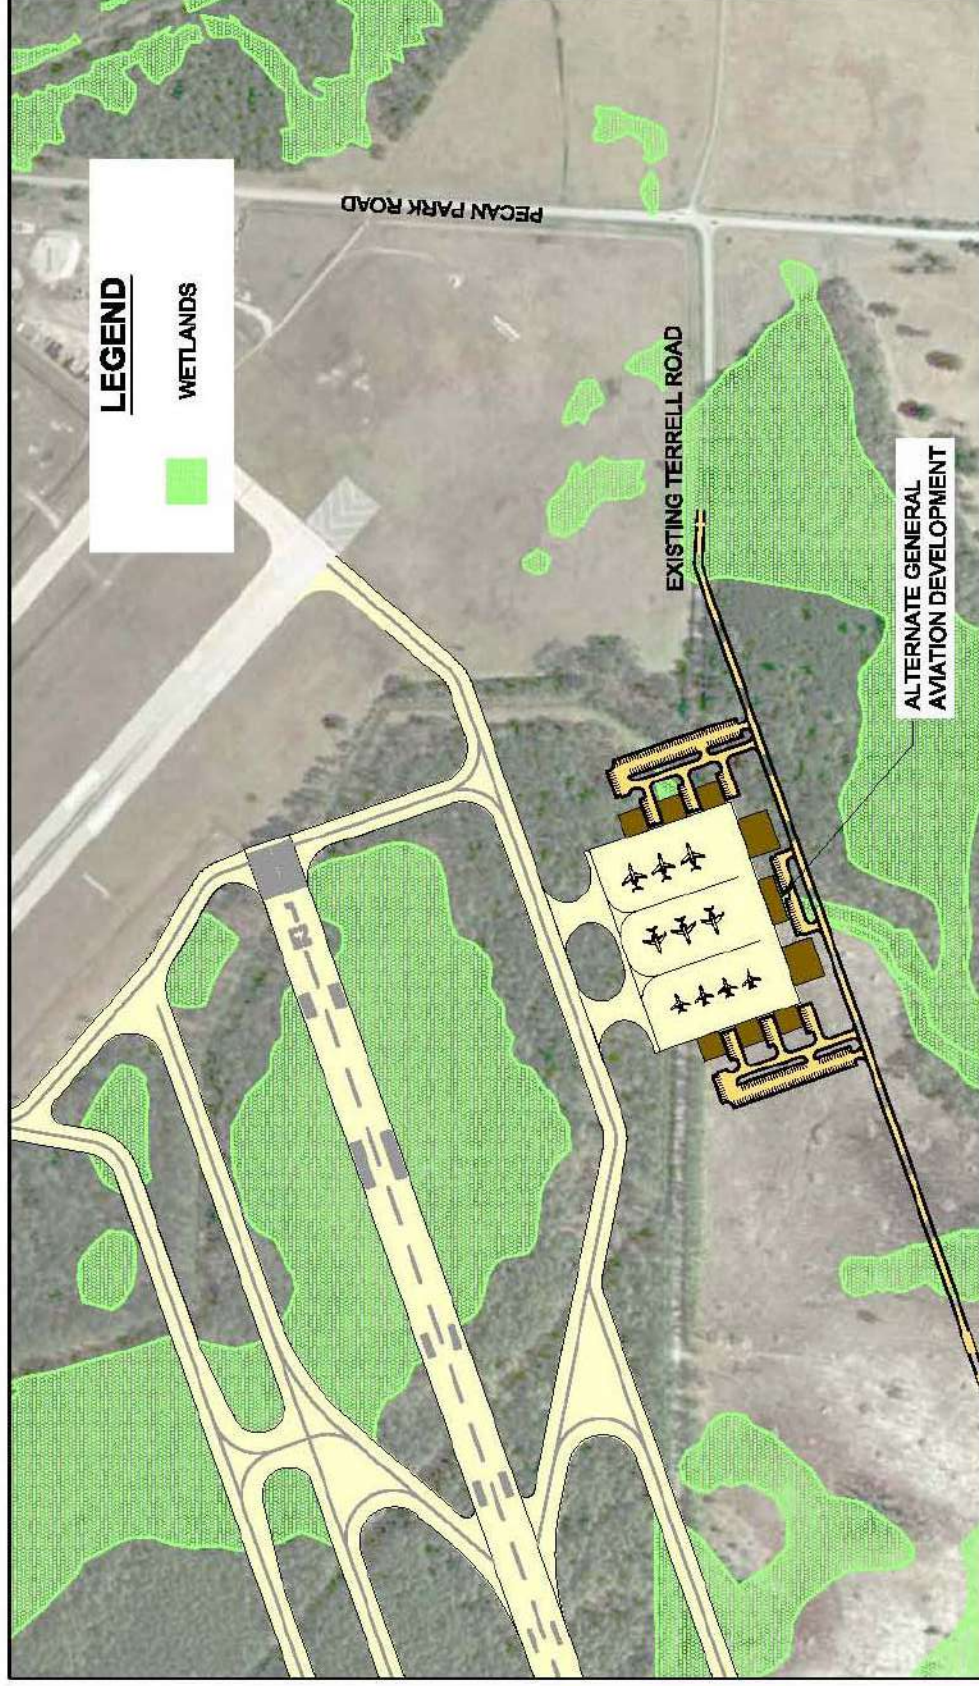 LEGEND
WETLANDS
PECAN PARK ROAD
EXISTING TERRELL ROAD
ALTERNATE GENERAL
AVIATION DEVELOPMENT